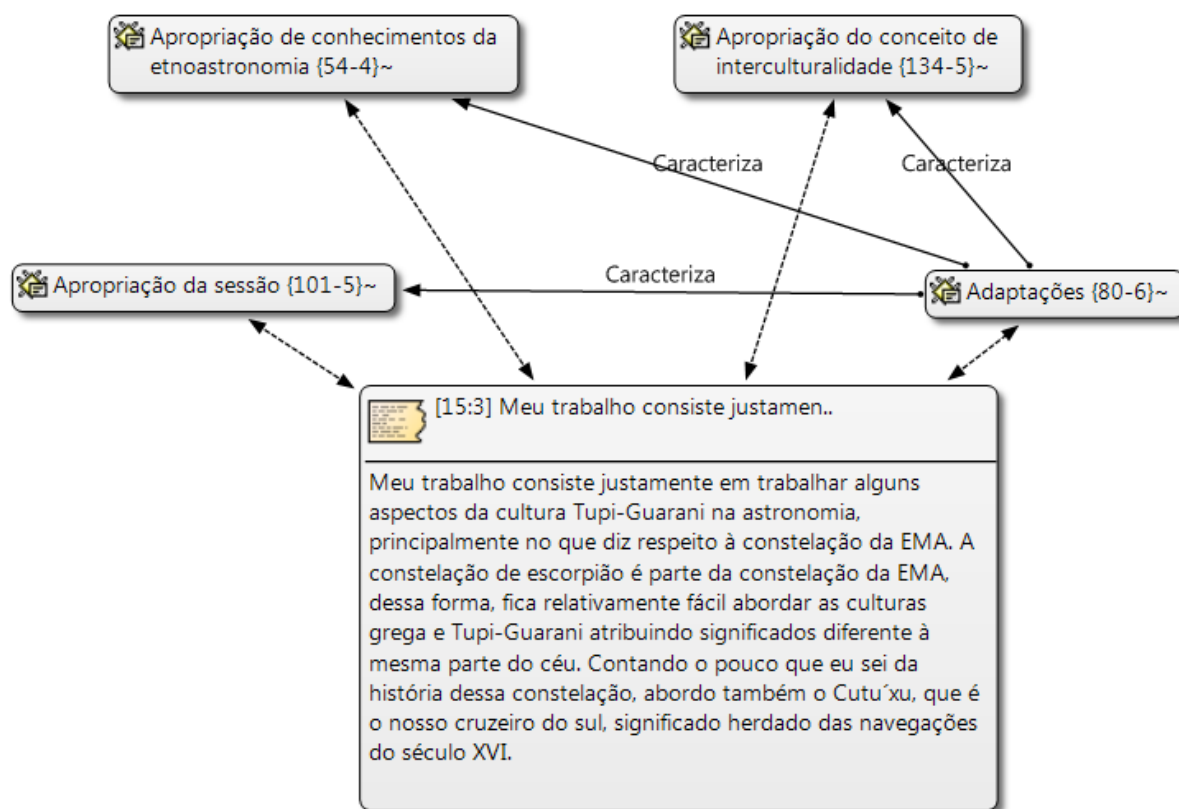 Apropriação de conhecimentos da
etnoastronomia {54-4}~
Apropriação do conceito de
interculturalidade {134-5}~
Caracteriza
Caracteriza
Caracteriza
Apropriação da sessão {101-5}~
Adaptações {80-6}~
[15:3] Meu trabalho consiste justamen..
Meu trabalho consiste justamente em trabalhar alguns
aspectos da cultura Tupi-Guarani na astronomia,
principalmente no que diz respeito à constelação da EMA. A
constelação de escorpião é parte da constelação da EMA,
dessa forma, fica relativamente fácil abordar as culturas
grega e Tupi-Guarani atribuindo significados diferente à
mesma parte do céu. Contando o pouco que eu sei da
história dessa constelação, abordo também o Cutu´xu, que é
o nosso cruzeiro do sul, significado herdado das navegações
do século XVI.